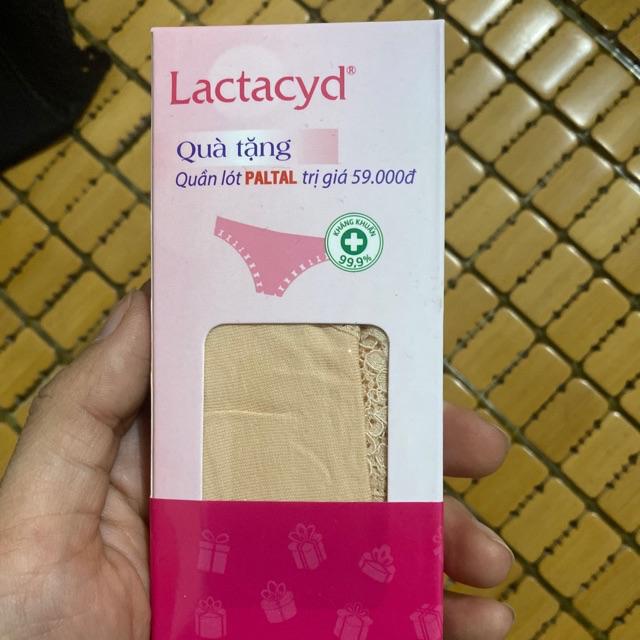 Lactacyd®
Quà tặng
Quần lót PALTAL trị giá 59.000đ
KHÁNG KHUẨN
99,9%